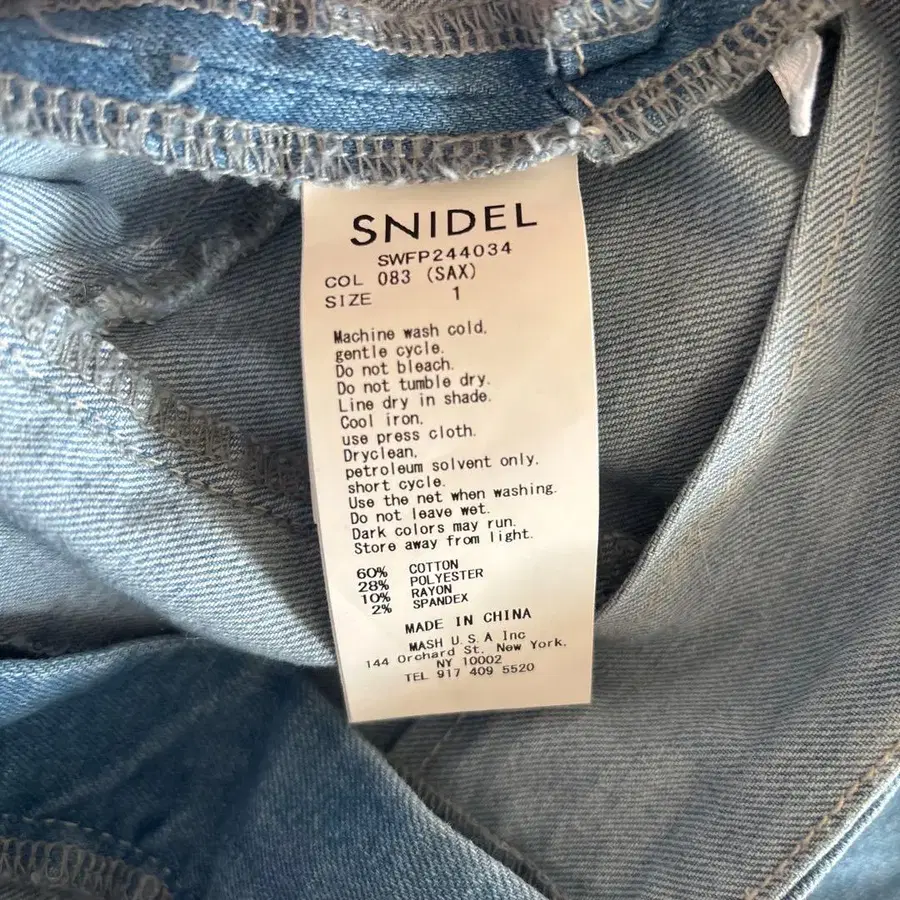 SNIDEL
SWFP244034
COL 083 (SAX)
SIZE 1
Machine wash cold,
gentle cycle.
Do not bleach.
Do not tumble dry.
Line dry in shade.
Cool iron,
use press cloth.
Dryclean,
petroleum solvent only,
short cycle.
Use the net when washing.
Do not leave wet.
Dark colors may run.
Store away from light.
60% COTTON
28% POLYESTER
10% RAYON
2% SPANDEX
MADE IN CHINA
MASH U.S.A Inc
144 Orchard St. New York,
NY 10002
TEL 917 409 5520